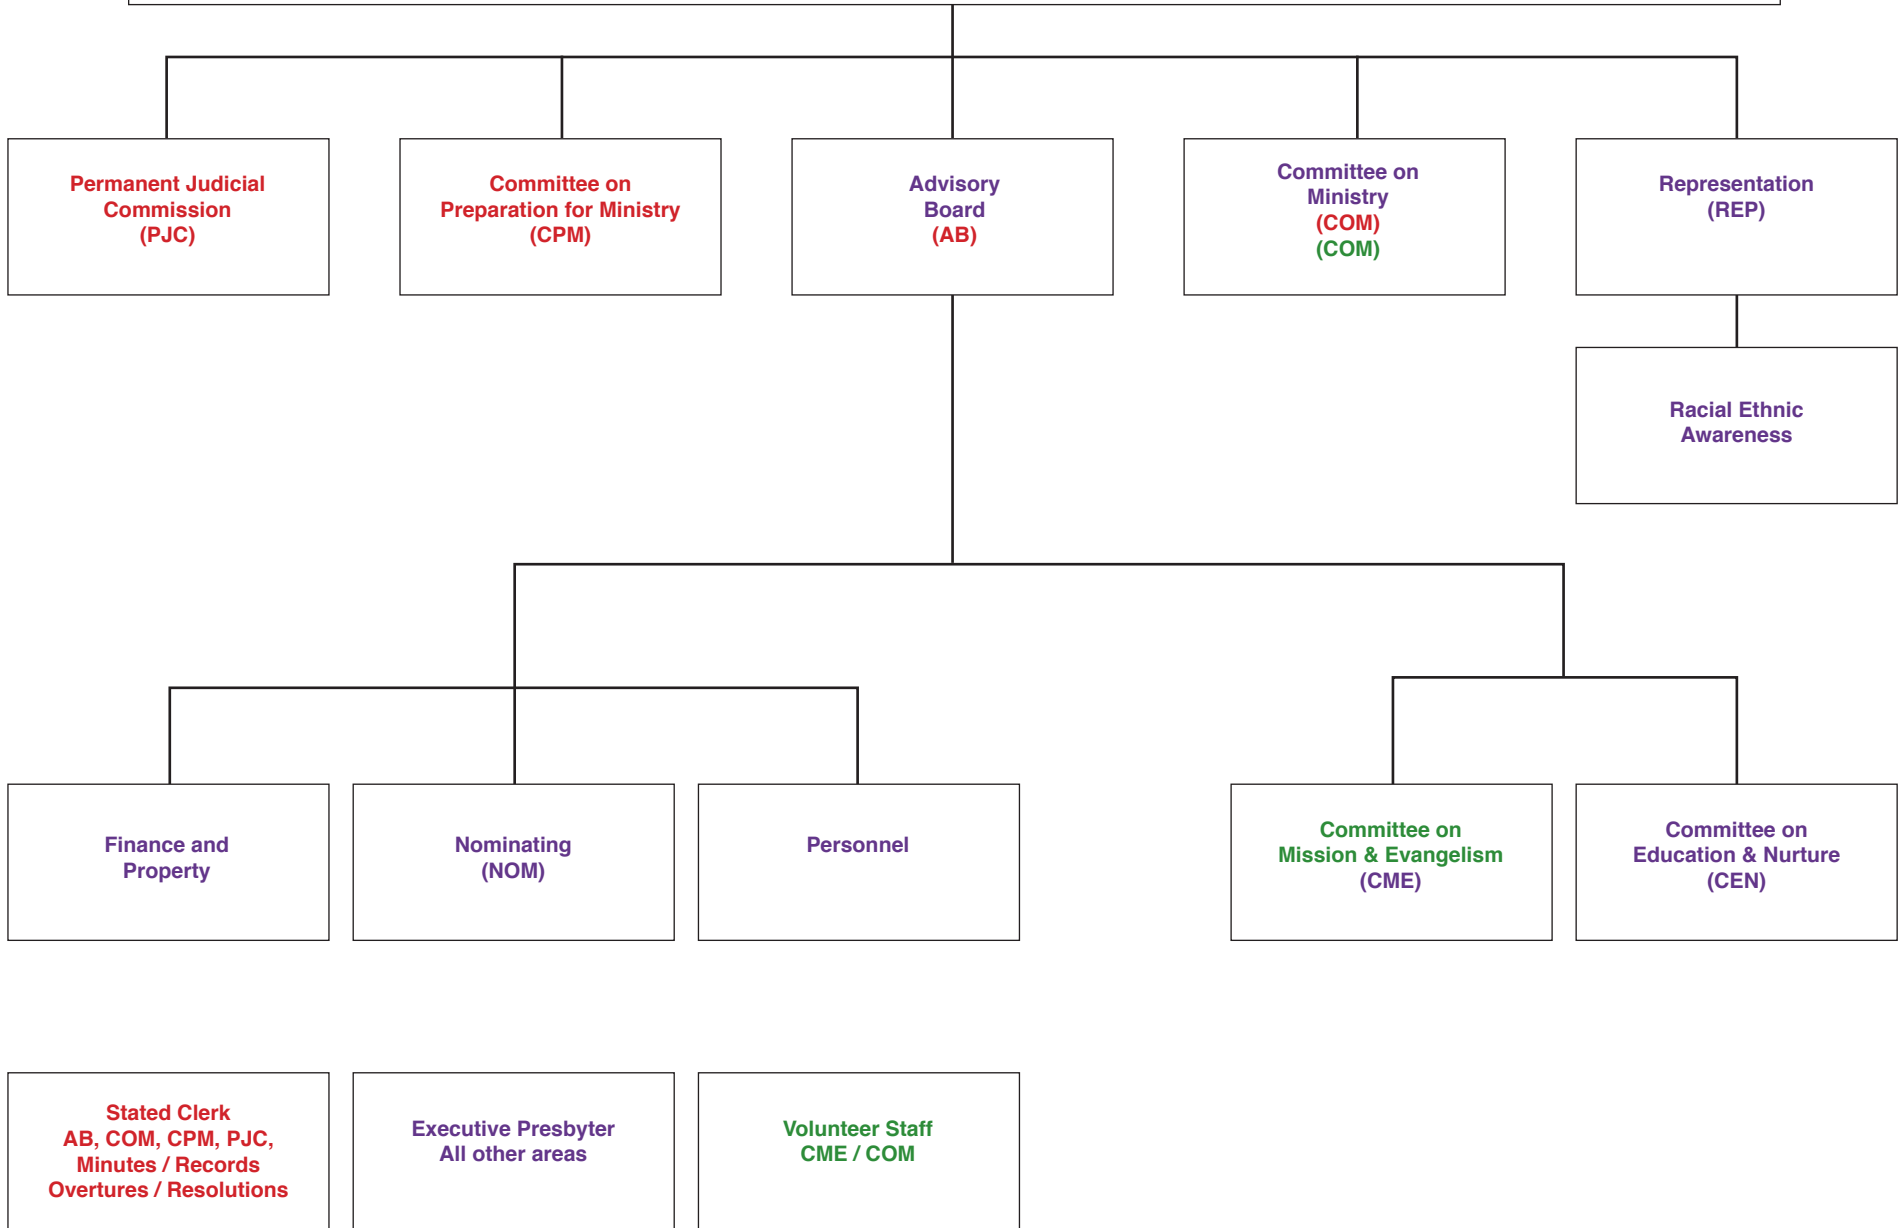 Permanent Judicial
Commission
(PJC)
Committee on
Preparation for Ministry
(CPM)
Advisory
Board
(AB)
Committee on
Ministry
(COM)
(COM)
Representation
(REP)
Racial Ethnic
Awareness
Finance and
Property
Nominating
(NOM)
Personnel
Committee on
Mission & Evangelism
(CME)
Committee on
Education & Nurture
(CEN)
Stated Clerk
AB, COM, CPM, PJC,
Minutes / Records
Overtures / Resolutions
Executive Presbyter
All other areas
Volunteer Staff
CME / COM